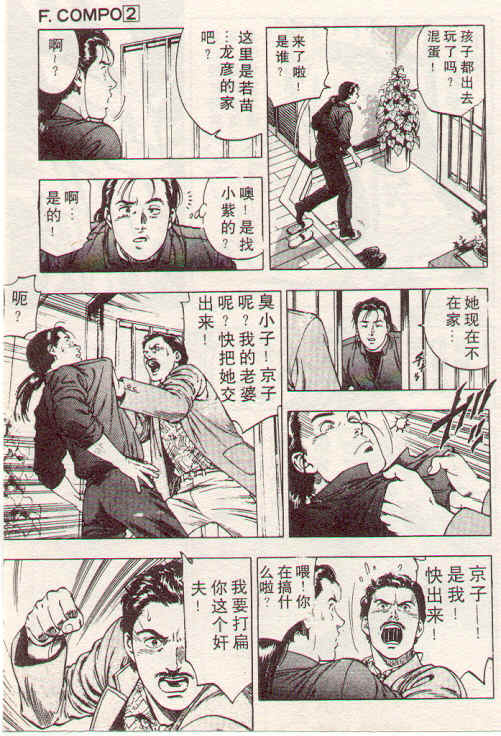 F. COMPO 2
孩子都出去
玩了吗？
混蛋！
来了啦！
是谁？
这里是若苗
…龙彦的家
吧？
啊？
噢！是找
小紫的？
啊…
是的！
她现在不
在家…
臭小子！京子
呢？我的老婆
呢？快把她交
出来！
呃？
京子——
是我！
快出来！
喂！你
在搞什
么啦？
我要打扁
你这个奸
夫！